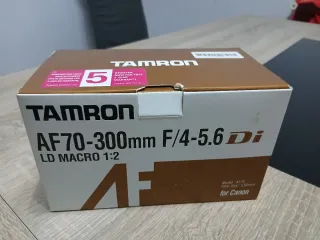 TAMRON
5
TAMRON
AF70-300mm F/4-5.6 Di
LD MACRO 1:2
AF
for Canon